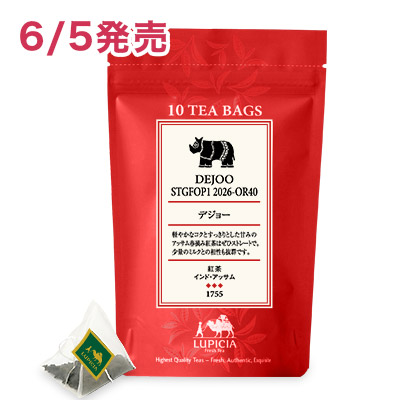 6/5発売
10 TEA BAGS
DEJOO
STGFOP1 2026-OR40
デジョー
軽やかなコクとすっきりとした甘みの
アッサム春摘み紅茶はぜひストレートで。
少量のミルクとの相性も抜群です。
紅茶
インド・アッサム
1755
LUPICIA
Fresh Tea
Highest Quality Teas – Fresh, Authentic, Exquisite
LUPICIA